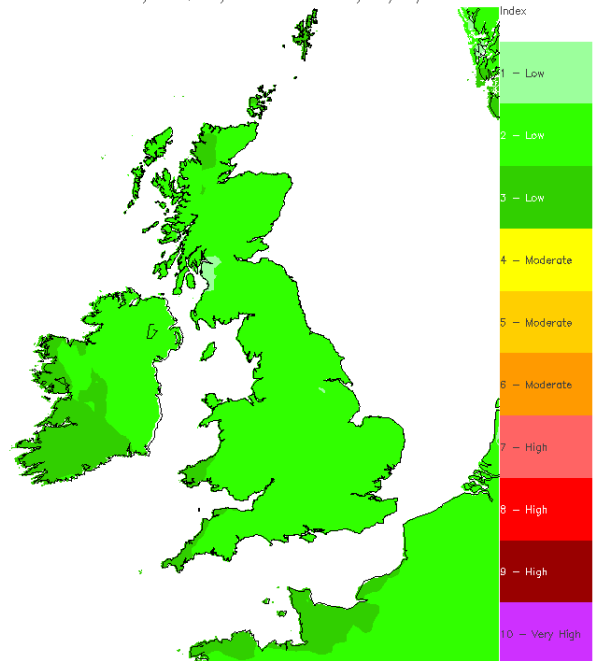 Index
1 – Low
2 – Low
3 – Low
4 – Moderate
5 – Moderate
6 – Moderate
7 – High
8 – High
9 – High
10 – Very High